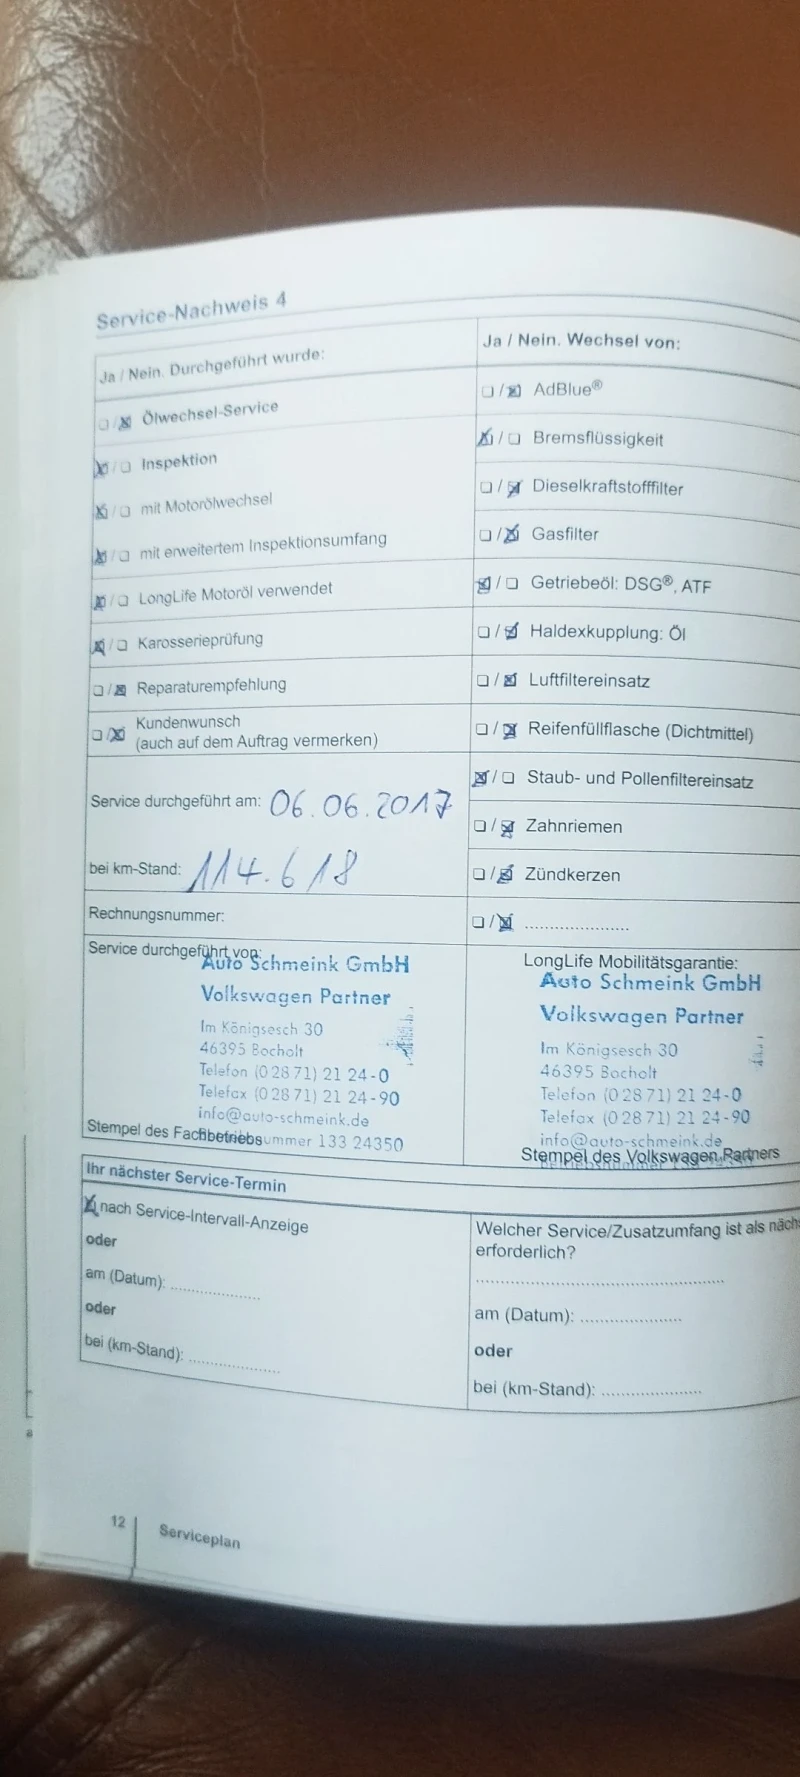 Service-Nachweis 4
Ja / Nein. Durchgeführt wurde:
❏/☒ Ölwechsel-Service
☒/❏ Inspektion
☒/❏ mit Motorölwechsel
☒/❏ mit erweitertem Inspektionsumfang
☒/❏ LongLife Motoröl verwendet
☒/❏ Karosserieprüfung
❏/☒ Reparaturempfehlung
❏/☒ Kundenwunsch
(auch auf dem Auftrag vermerken)
Service durchgeführt am: 06.06.2017
bei km-Stand: 114.618
Rechnungsnummer:
Service durchgeführt von:
Auto Schmeink GmbH
Volkswagen Partner
Im Königsesch 30
46395 Bocholt
Telefon (0 28 71) 21 24-0
Telefax (0 28 71) 21 24-90
info@auto-schmeink.de
Betriebsnummer 133 24350
Stempel des Fachbetriebs
Ja / Nein. Wechsel von:
❏/☒ AdBlue®
☒/❏ Bremsflüssigkeit
❏/☒ Dieselkraftstofffilter
❏/☒ Gasfilter
☒/❏ Getriebeöl: DSG®, ATF
❏/☒ Haldexkupplung: Öl
❏/☒ Luftfiltereinsatz
❏/☒ Reifenfüllflasche (Dichtmittel)
☒/❏ Staub- und Pollenfiltereinsatz
❏/☒ Zahnriemen
❏/☒ Zündkerzen
❏/☒ ......................
LongLife Mobilitätsgarantie:
Auto Schmeink GmbH
Volkswagen Partner
Im Königsesch 30
46395 Bocholt
Telefon (0 28 71) 21 24-0
Telefax (0 28 71) 21 24-90
info@auto-schmeink.de
Stempel des Volkswagen Partners
Ihr nächster Service-Termin
☒ nach Service-Intervall-Anzeige
oder
am (Datum): ...................
oder
bei (km-Stand): ...................
Welcher Service/Zusatzumfang ist als
erforderlich?
.............................................
am (Datum): .....................
oder
bei (km-Stand): .....................
12
Serviceplan